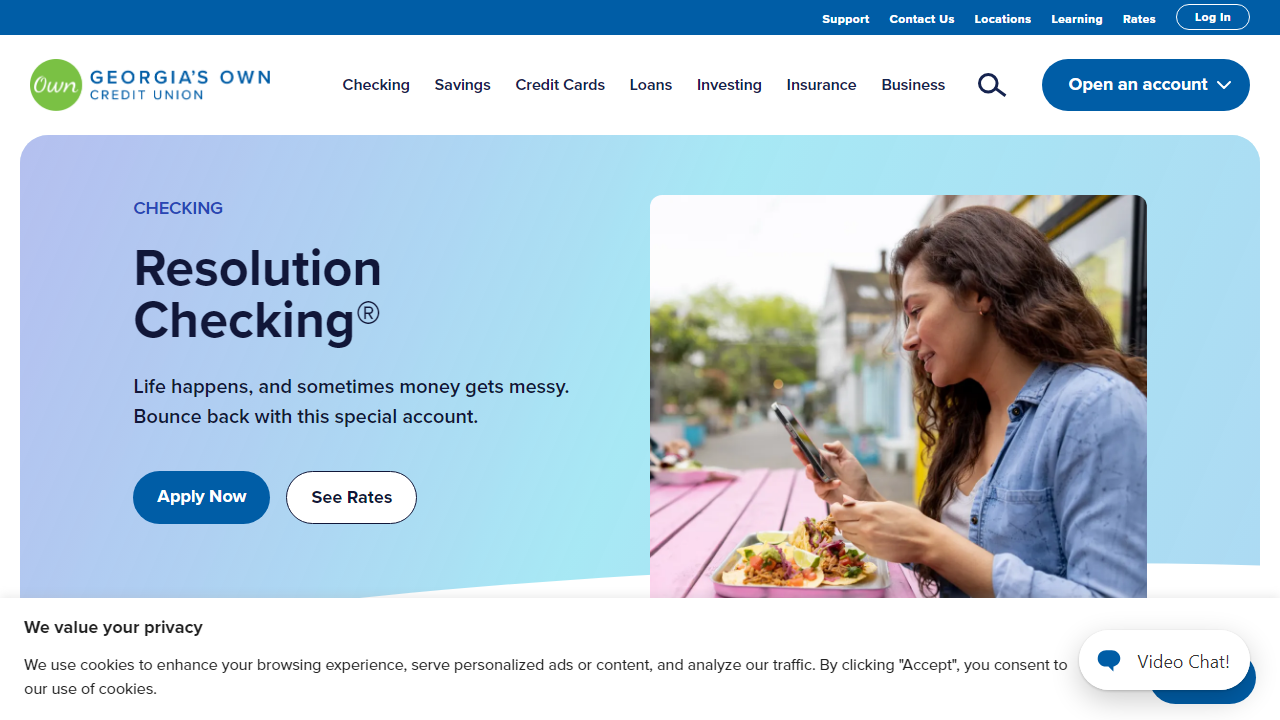 Support Contact Us Locations Learning Rates Log In
Own GEORGIA'S OWN
CREDIT UNION
Checking Savings Credit Cards Loans Investing Insurance Business Open an account
CHECKING
Resolution
Checking®
Life happens, and sometimes money gets messy.
Bounce back with this special account.
Apply Now See Rates
We value your privacy
We use cookies to enhance your browsing experience, serve personalized ads or content, and analyze our traffic. By clicking "Accept", you consent to
our use of cookies.
Video Chat!